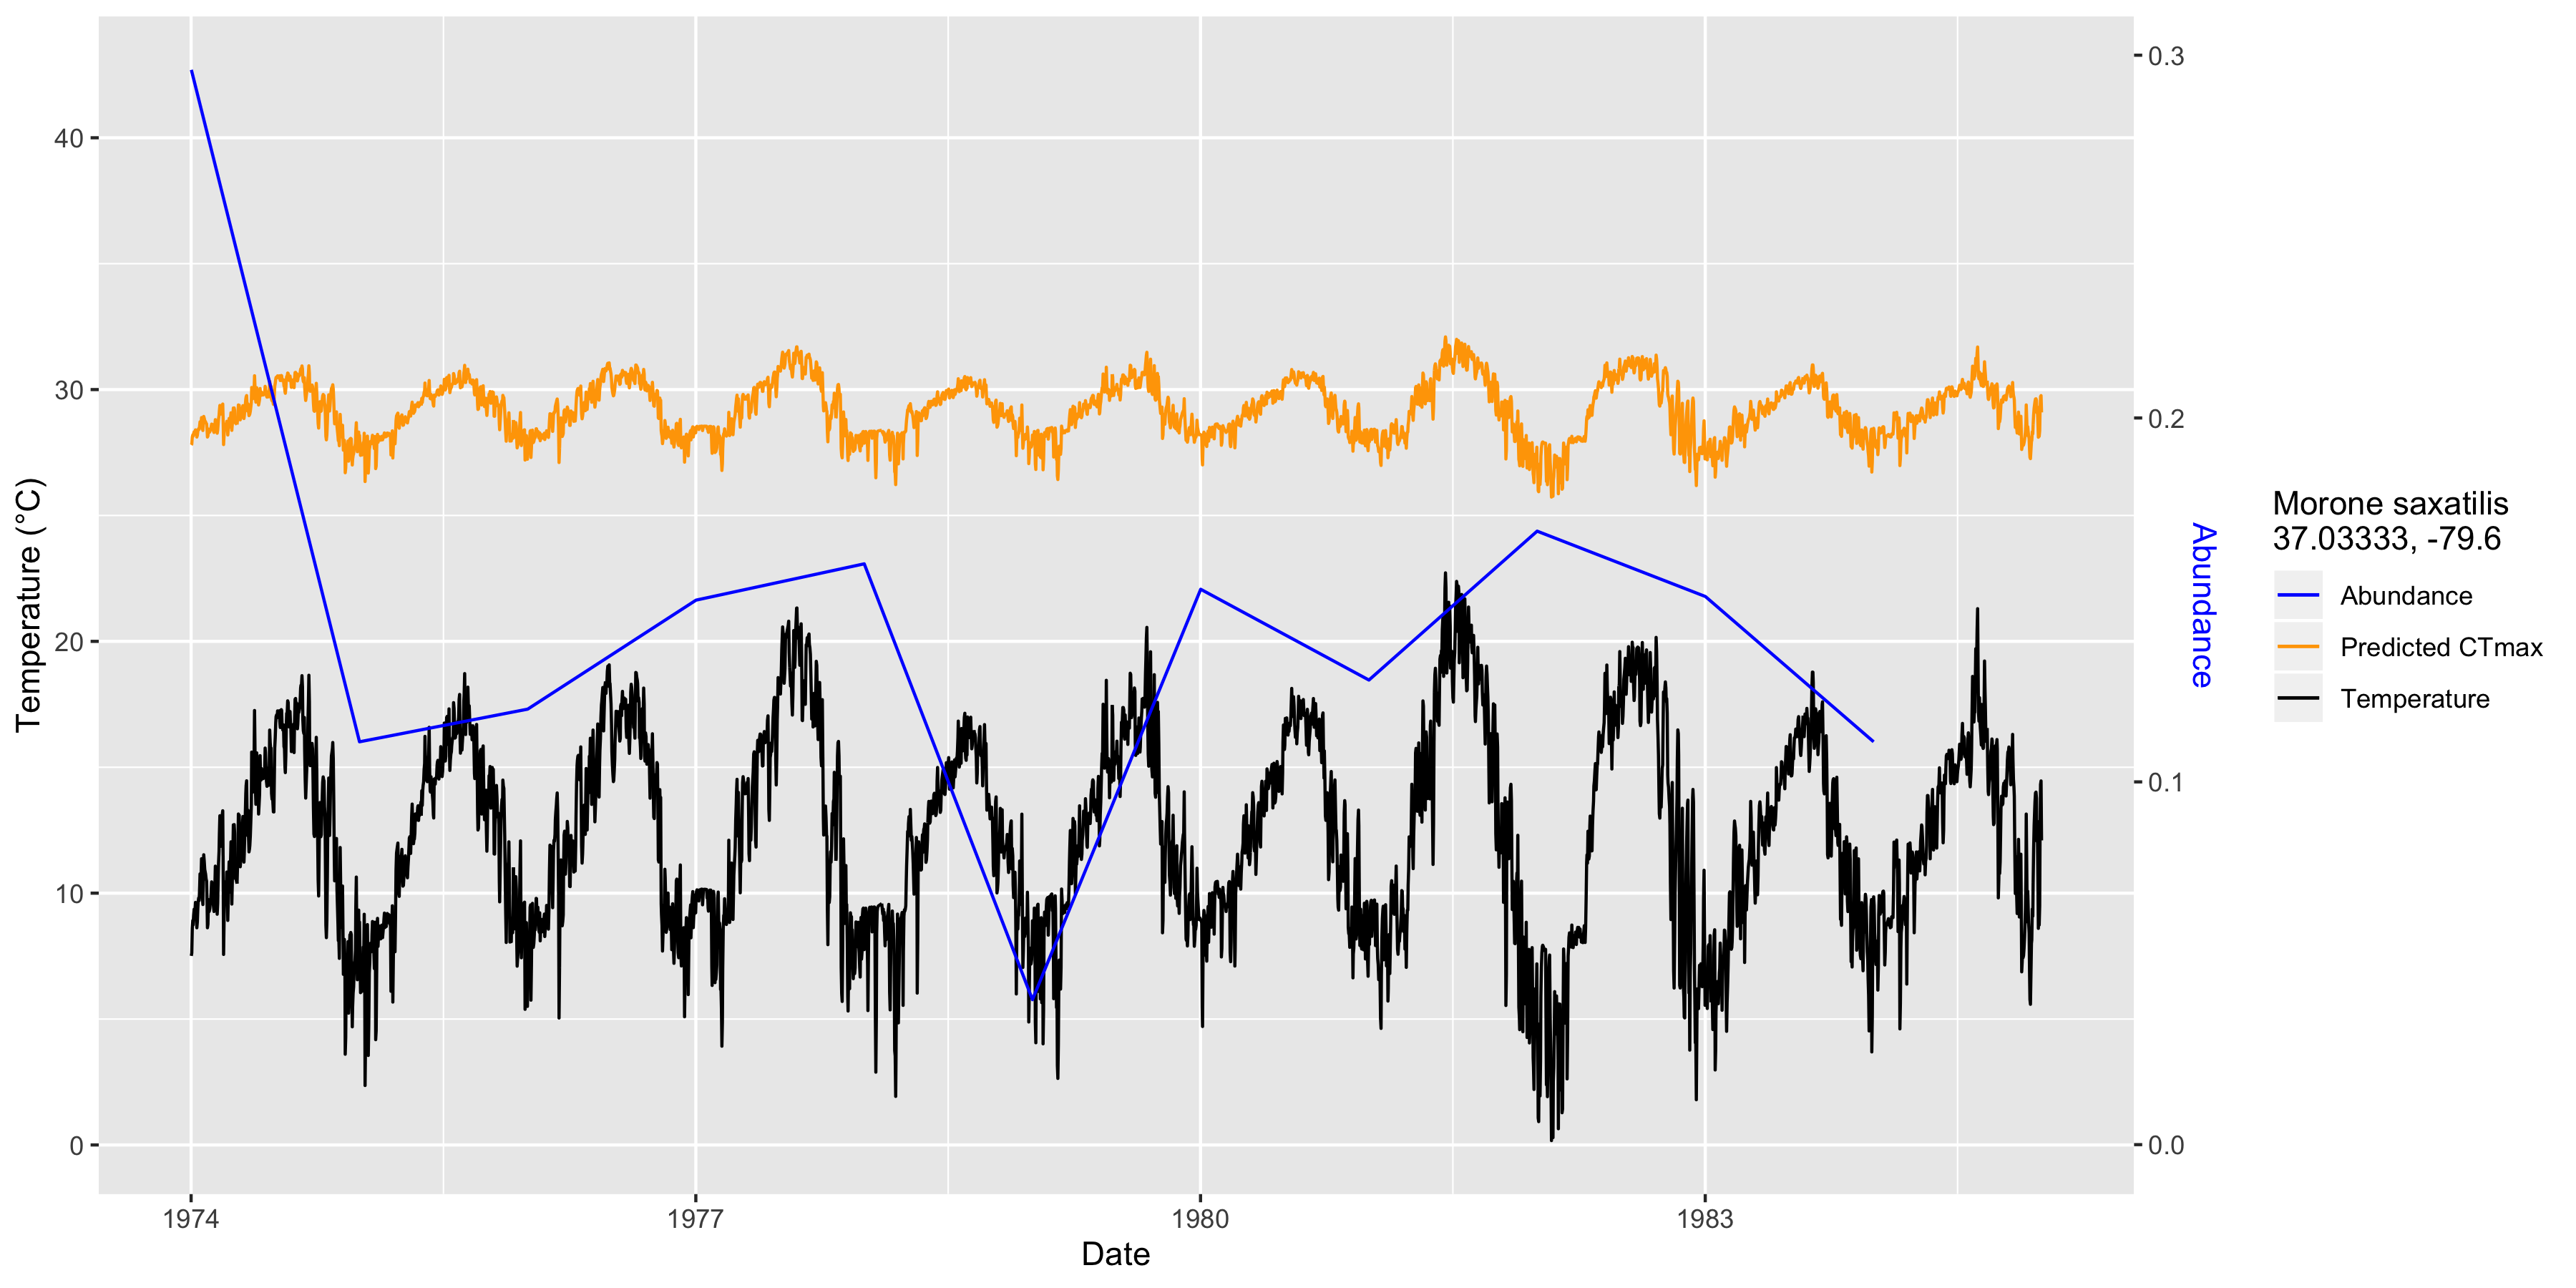 40
30
20
10
0
Temperature (°C)
1974
1977
1980
1983
Date
0.3
0.2
0.1
0.0
Abundance
Morone saxatilis
37.03333, -79.6
Abundance
Predicted CTmax
Temperature